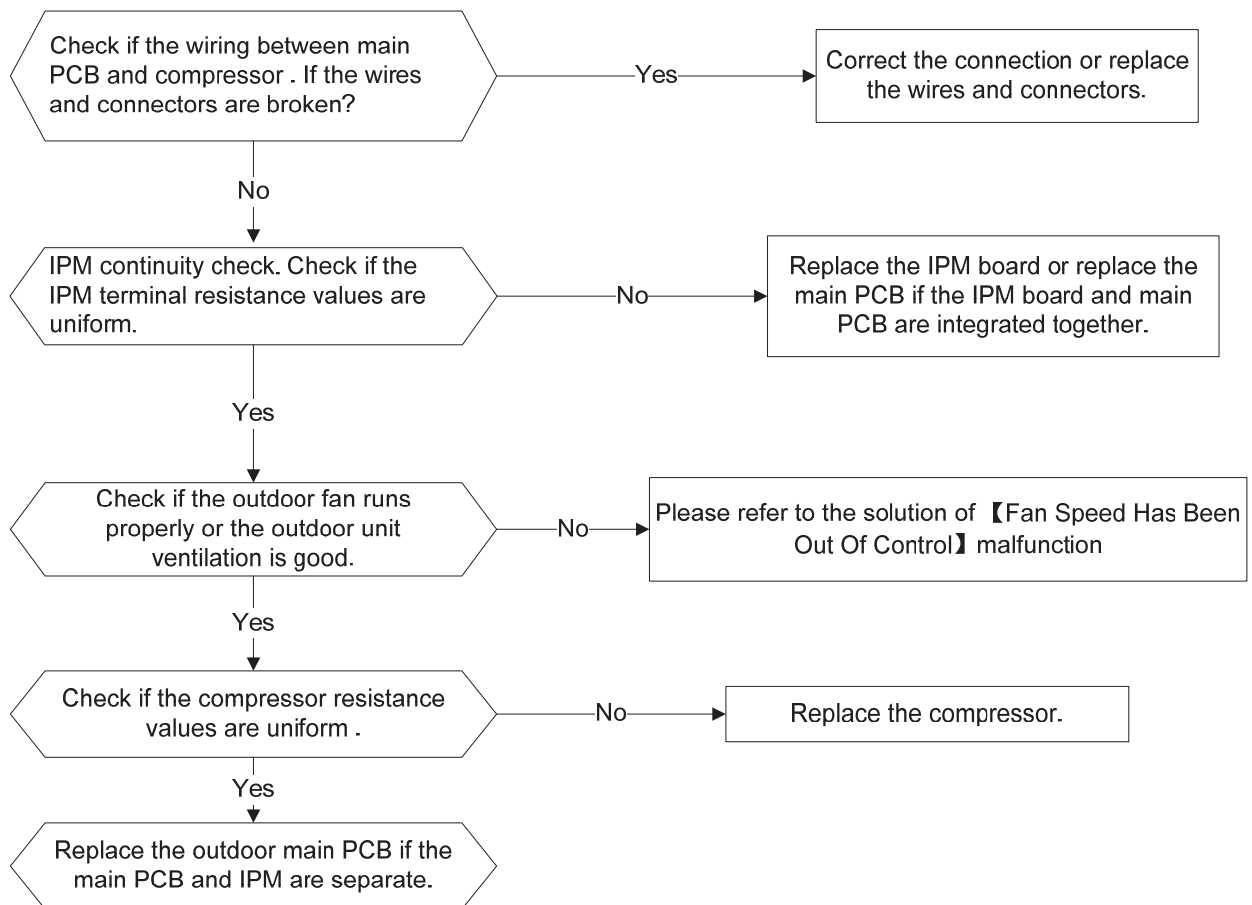 Check if the wiring between main
PCB and compressor . If the wires
and connectors are broken?
Yes
Correct the connection or replace
the wires and connectors.
No
IPM continuity check. Check if the
IPM terminal resistance values are
uniform.
No
Replace the IPM board or replace the
main PCB if the IPM board and main
PCB are integrated together.
Yes
Check if the outdoor fan runs
properly or the outdoor unit
ventilation is good.
No
Please refer to the solution of 【Fan Speed Has Been
Out Of Control】 malfunction
Yes
Check if the compressor resistance
values are uniform .
No
Replace the compressor.
Yes
Replace the outdoor main PCB if the
main PCB and IPM are separate.